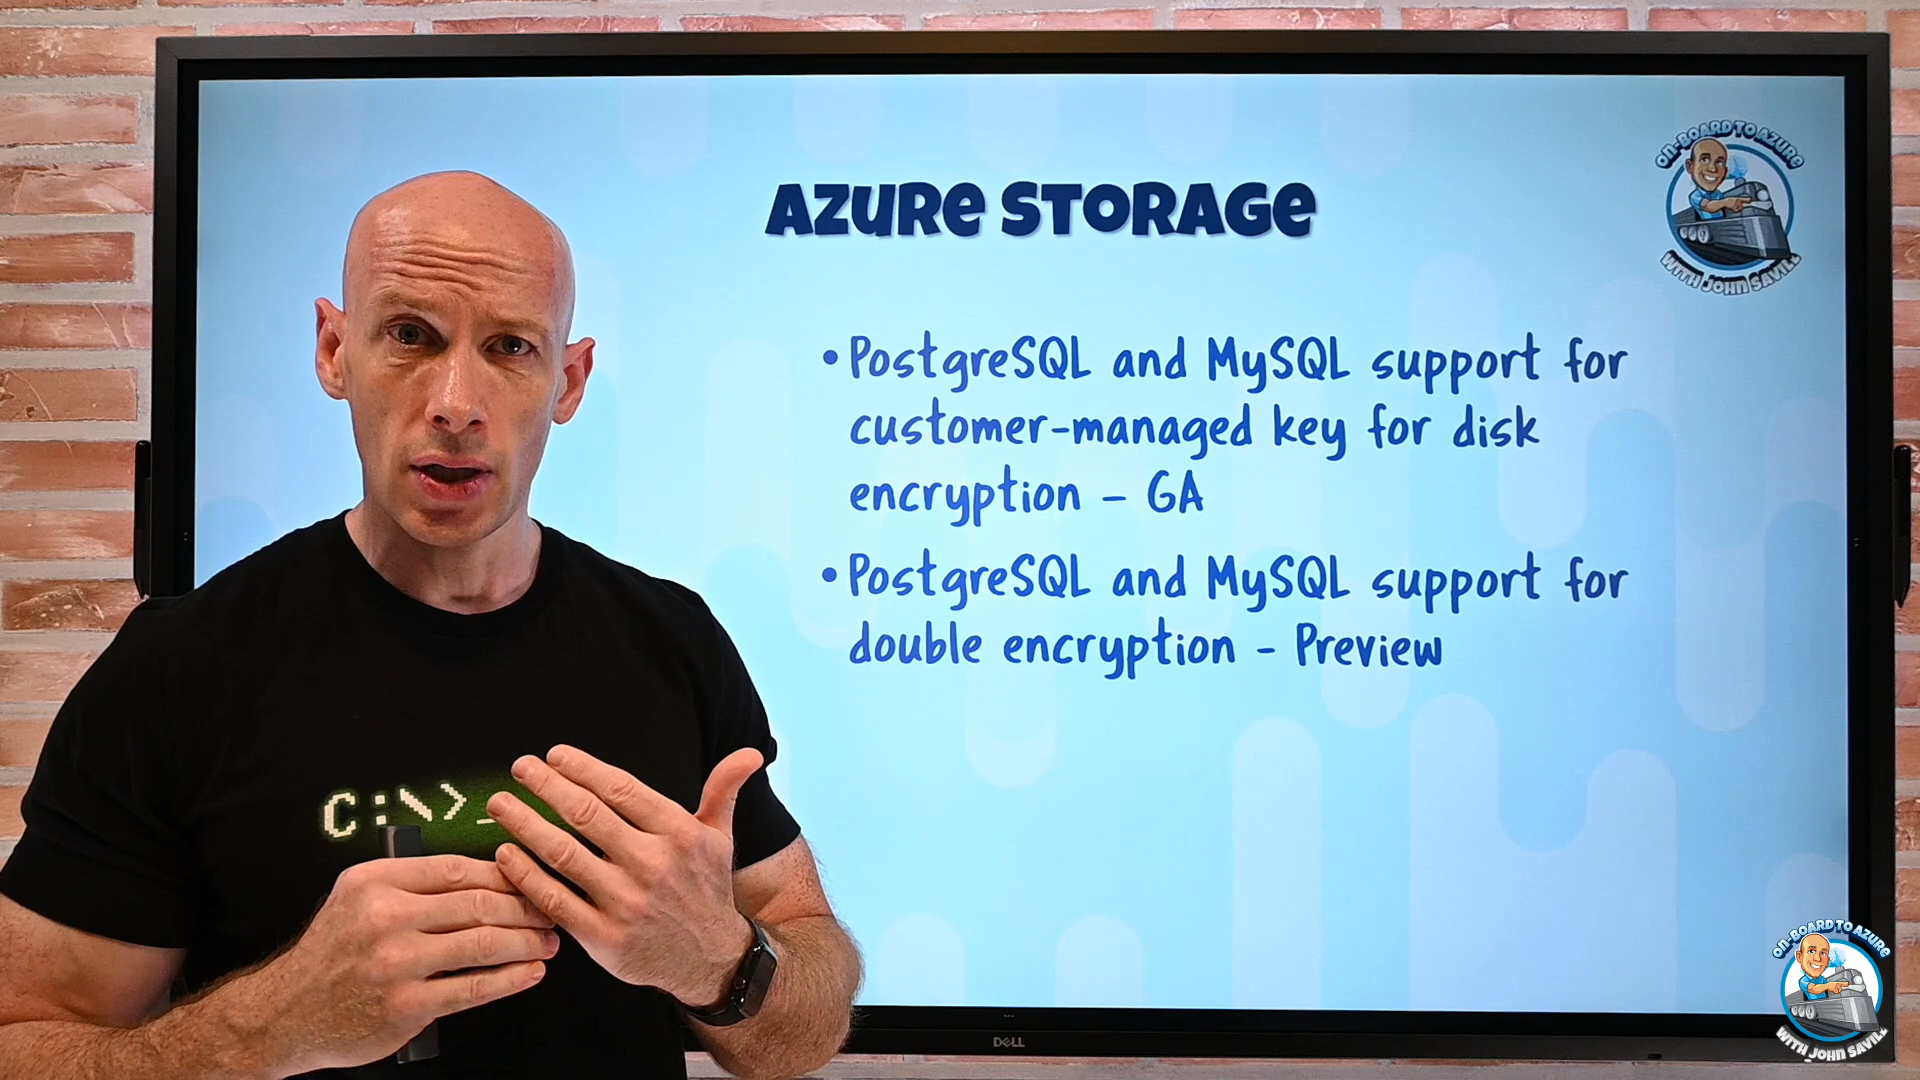 AZURE STORAGE
ON-BOARD TO AZURE
WITH JOHN SAVILL
• PostgreSQL and MySQL support for
customer-managed key for disk
encryption – GA
• PostgreSQL and MySQL support for
double encryption - Preview
C:\>_
DELL
ON-BOARD TO AZURE
WITH JOHN SAVILL